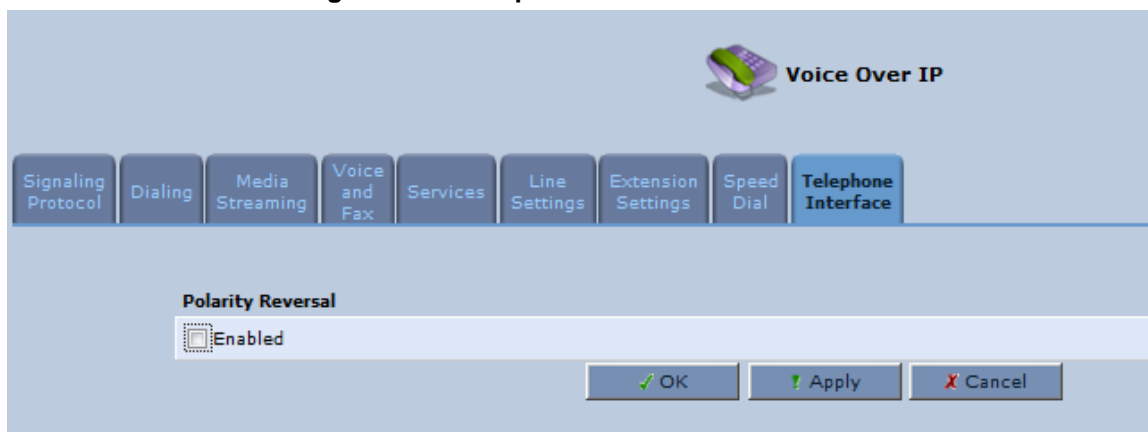 Voice Over IP
Signaling Protocol
Dialing
Media Streaming
Voice and Fax
Services
Line Settings
Extension Settings
Speed Dial
Telephone Interface
Polarity Reversal
Enabled
OK
Apply
Cancel